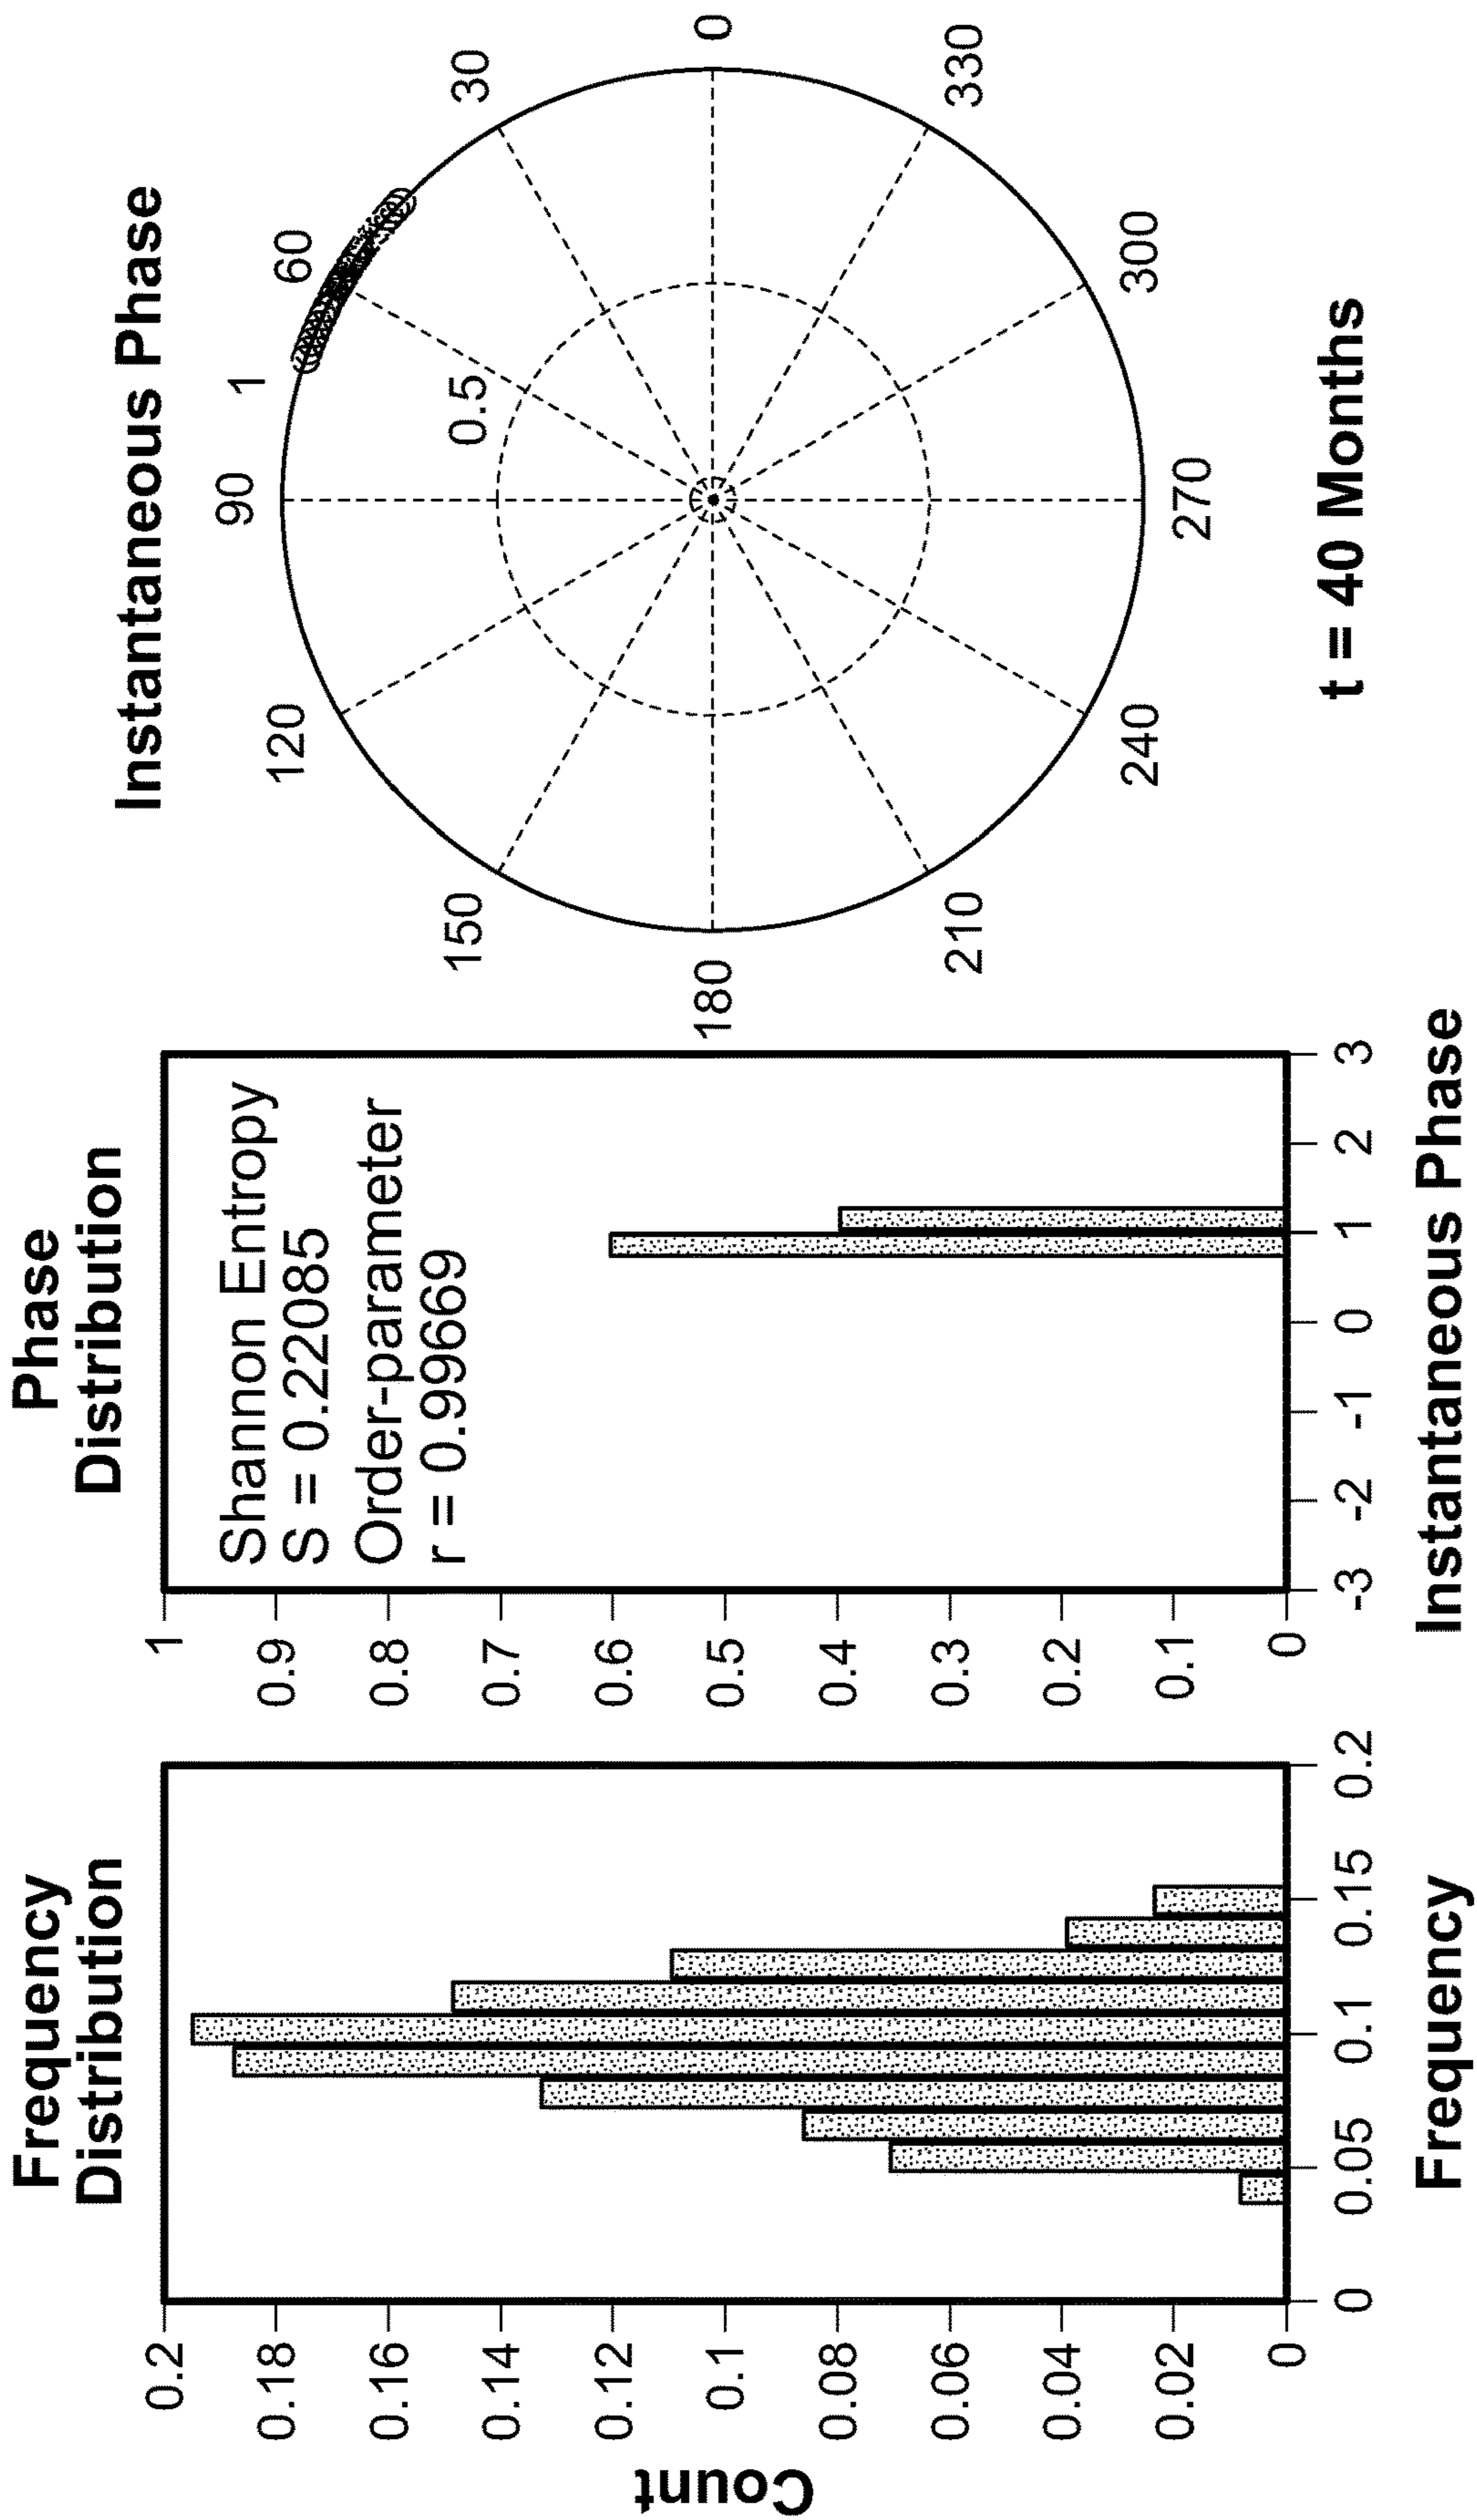 Frequency
Distribution
Count
0.2
0.18
0.16
0.14
0.12
0.1
0.08
0.06
0.04
0.02
0
0 0.05 0.1 0.15 0.2
Frequency
Phase
Distribution
1
0.9
0.8
0.7
0.6
0.5
0.4
0.3
0.2
0.1
0
Shannon Entropy
S = 0.22085
Order-parameter
r = 0.99669
-3 -2 -1 0 1 2 3
Instantaneous Phase
Instantaneous Phase
90
1
60
120
30
0.5
150
180
0
210
330
240
300
270
t = 40 Months